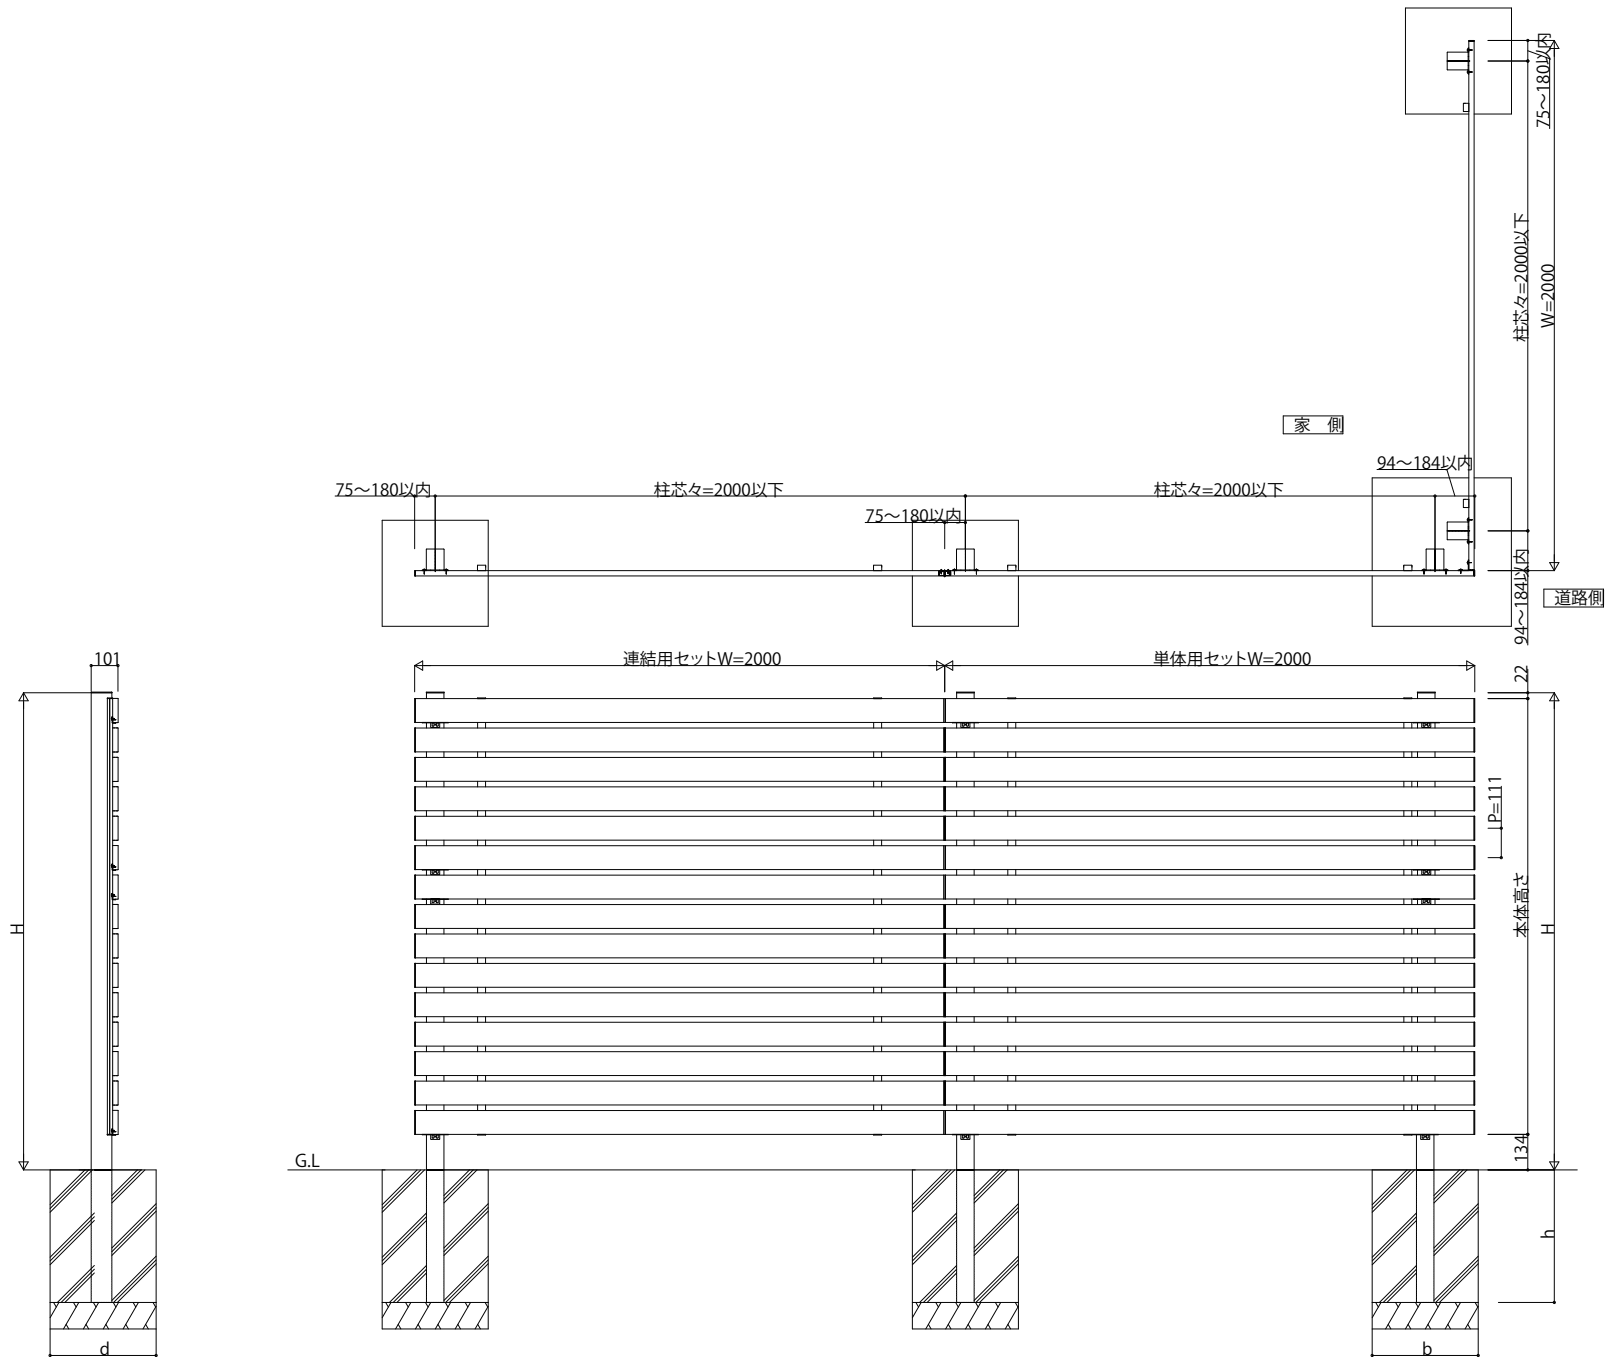 75～180以内
柱芯々=2000以下
W=2000
家　側
94～184以内
75～180以内
柱芯々=2000以下
柱芯々=2000以下
75～180以内
94～184以内
道路側
101
連結用セットW=2000
単体用セットW=2000
22
P=111
本体高さ
H
H
134
G.L
h
d
b